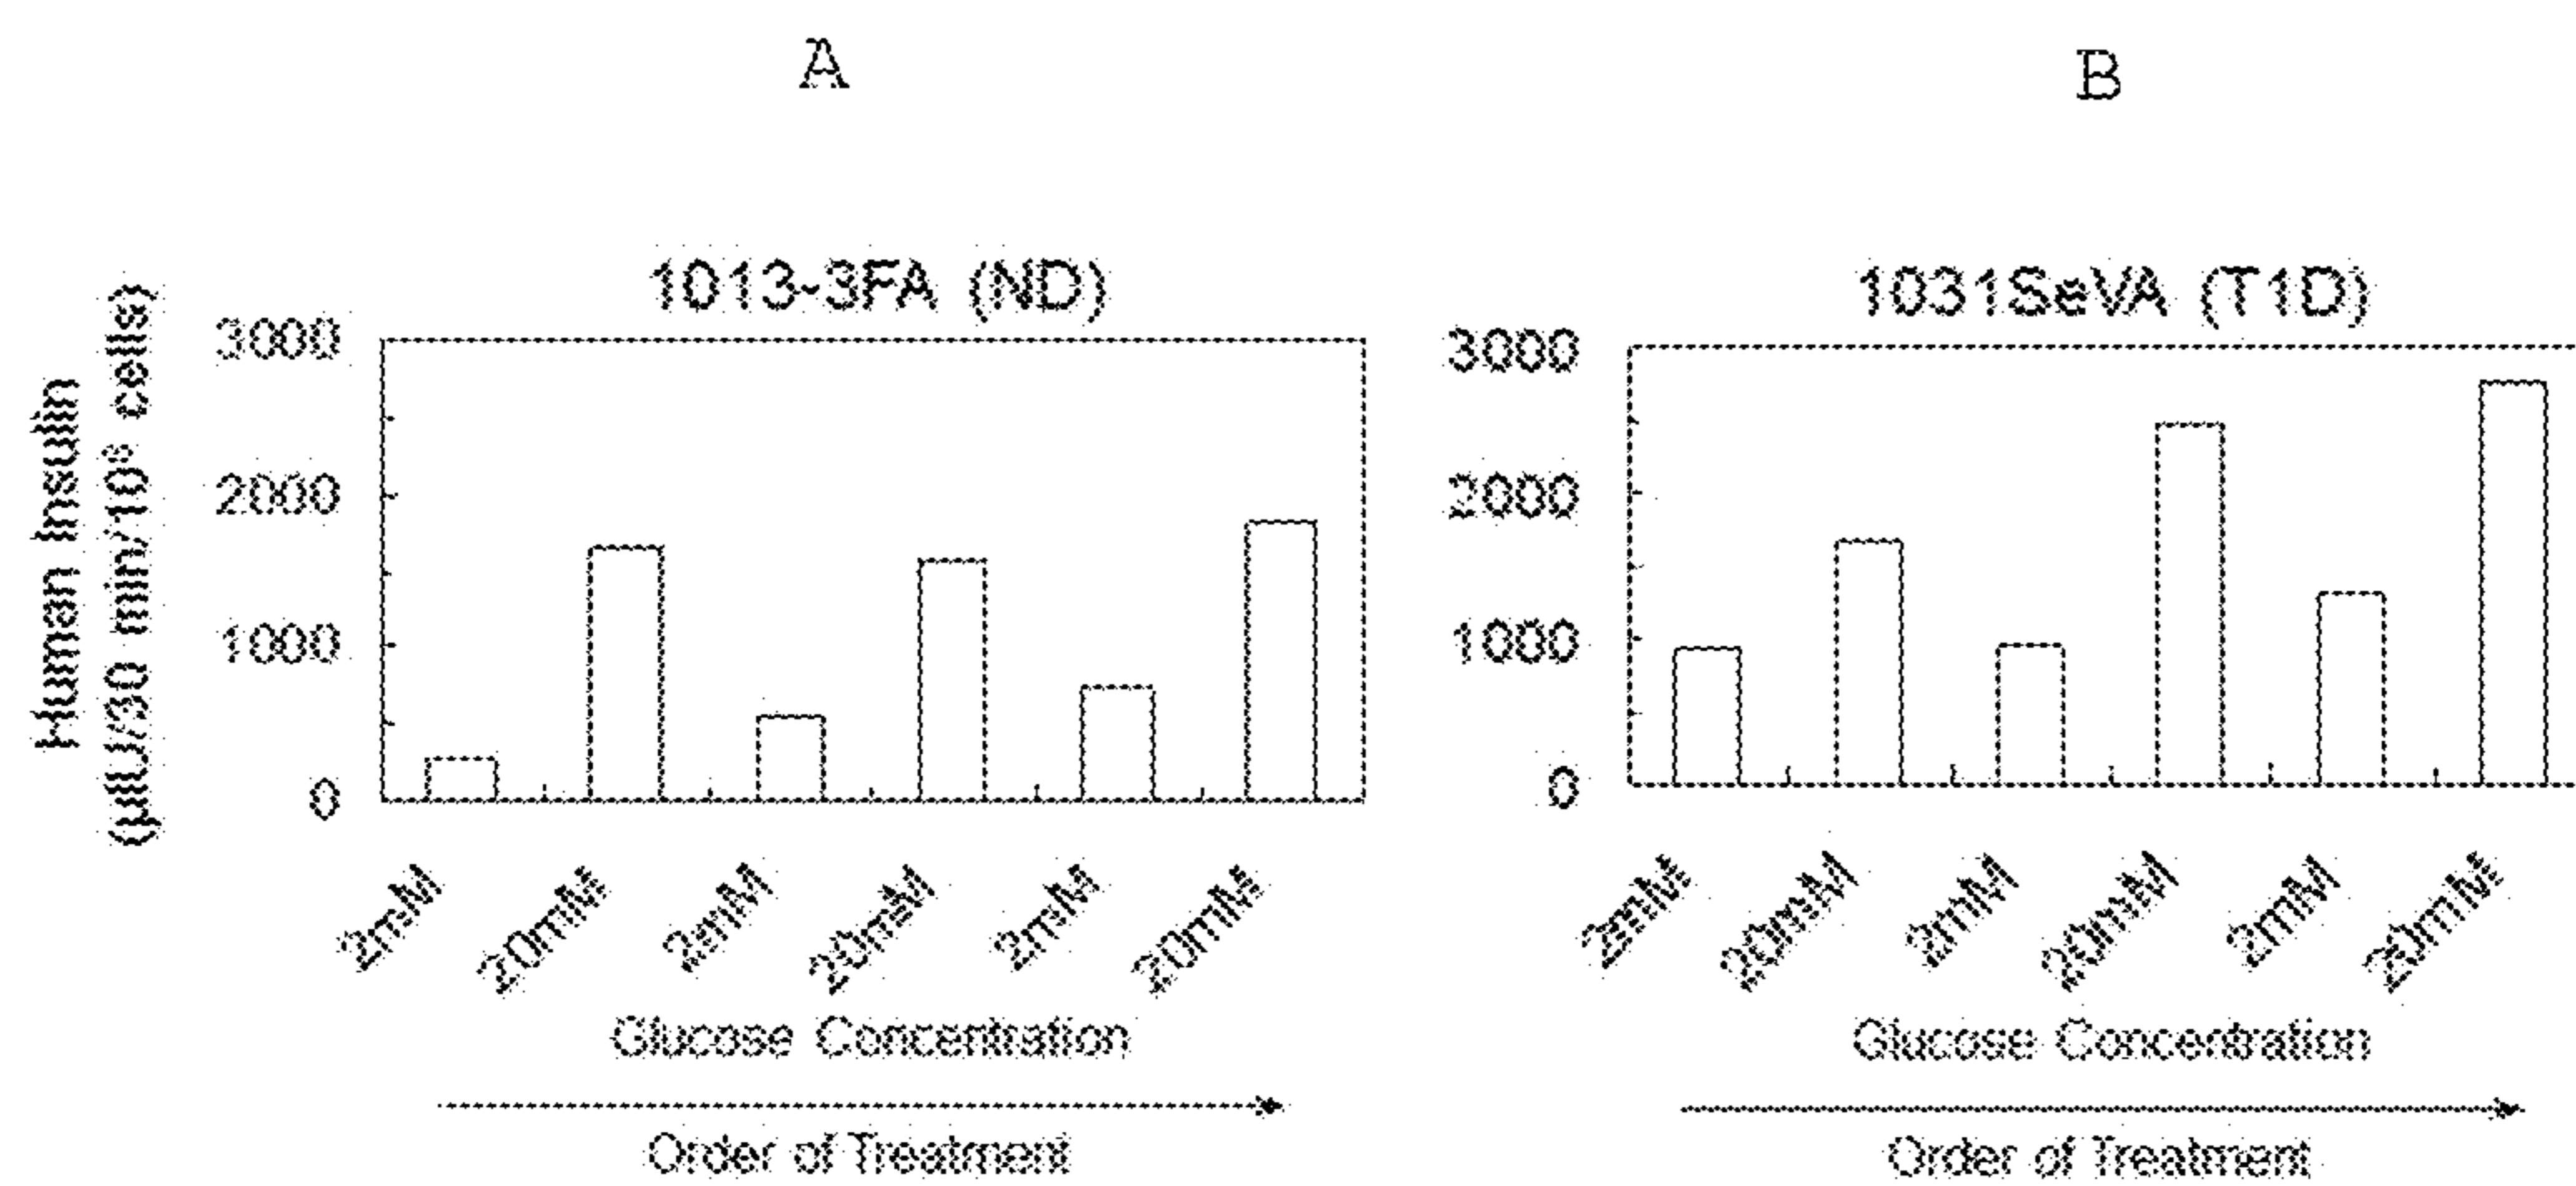 A
B
1013-3FA (ND)
1031SeVA (T1D)
Human Insulin
(µIU/30 min/10⁶ cells)
3000
2000
1000
0
2mM
20mM
2mM
20mM
2mM
20mM
Glucose Concentration
Order of Treatment
3000
2000
1000
0
2mM
20mM
2mM
20mM
2mM
20mM
Glucose Concentration
Order of Treatment